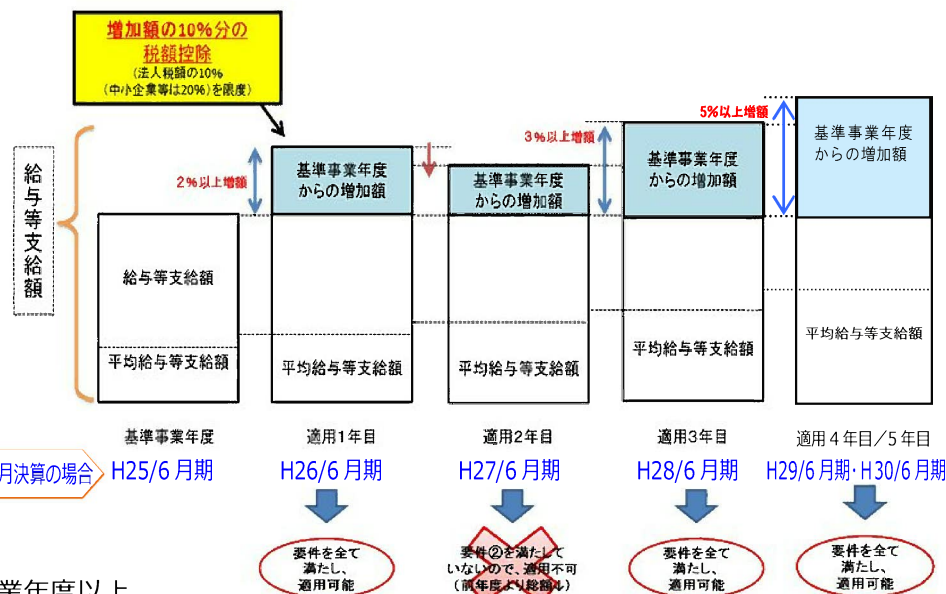 増加額の10%分の
税額控除
(法人税額の10%
(中小企業等は20%)を限度)
給与等支給額
2%以上増額
3%以上増額
5%以上増額
基準事業年度
からの増加額
基準事業年度
からの増加額
基準事業年度
からの増加額
基準事業年度
からの増加額
給与等支給額
平均給与等支給額
平均給与等支給額
平均給与等支給額
平均給与等支給額
平均給与等支給額
基準事業年度
適用1年目
適用2年目
適用3年目
適用4年目/5年目
月決算の場合
H25/6月期
H26/6月期
H27/6月期
H28/6月期
H29/6月期・H30/6月期
要件を全て
満たし、
適用可能
要件②を満たして
いないので、適用不可
(前年度より総額↓)
要件を全て
満たし、
適用可能
要件を全て
満たし、
適用可能
業年度以上